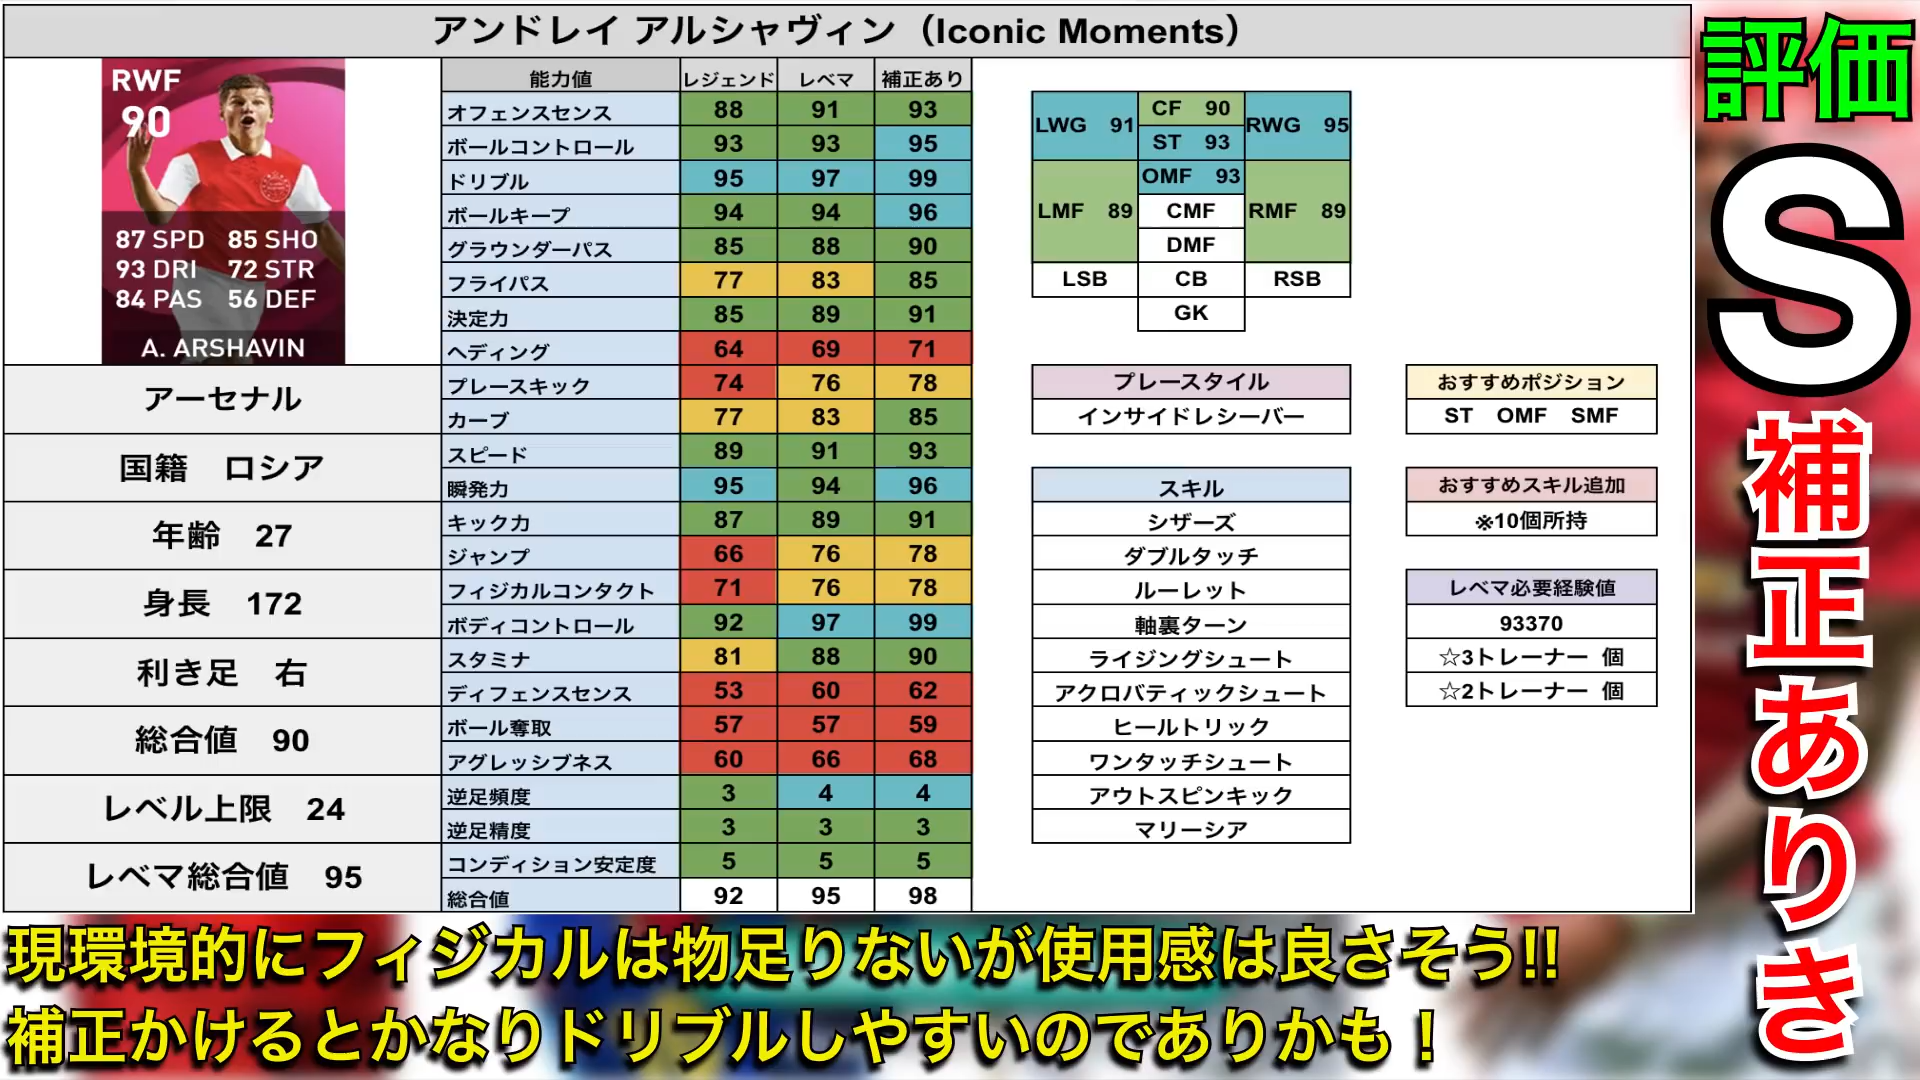 アンドレイ アルシャヴィン（Iconic Moments）
RWF
90
87 SPD 85 SHO
93 DRI 72 STR
84 PAS 56 DEF
A. ARSHAVIN
アーセナル
国籍 ロシア
年齢 27
身長 172
利き足 右
総合値 90
レベル上限 24
レベマ総合値 95
能力値 レジェンド レベマ 補正あり
オフェンスセンス 88 91 93
ボールコントロール 93 93 95
ドリブル 95 97 99
ボールキープ 94 94 96
グラウンダーパス 85 88 90
フライパス 77 83 85
決定力 85 89 91
ヘディング 64 69 71
プレースキック 74 76 78
カーブ 77 83 85
スピード 89 91 93
瞬発力 95 94 96
キック力 87 89 91
ジャンプ 66 76 78
フィジカルコンタクト 71 76 78
ボディコントロール 92 97 99
スタミナ 81 88 90
ディフェンスセンス 53 60 62
ボール奪取 57 57 59
アグレッシブネス 60 66 68
逆足頻度 3 4 4
逆足精度 3 3 3
コンディション安定度 5 5 5
総合値 92 95 98
LWG 91 CF 90 RWG 95
ST 93
OMF 93
LMF 89 CMF RMF 89
DMF
LSB CB RSB
GK
プレースタイル
インサイドレシーバー
おすすめポジション
ST OMF SMF
スキル
シザーズ
ダブルタッチ
ルーレット
軸裏ターン
ライジングシュート
アクロバティックシュート
ヒールトリック
ワンタッチシュート
アウトスピンキック
マリーシア
おすすめスキル追加
※10個所持
レベマ必要経験値
93370
☆3トレーナー 個
☆2トレーナー 個
評価
S
補正ありき
現環境的にフィジカルは物足りないが使用感は良さそう!!
補正かけるとかなりドリブルしやすいのでありかも！